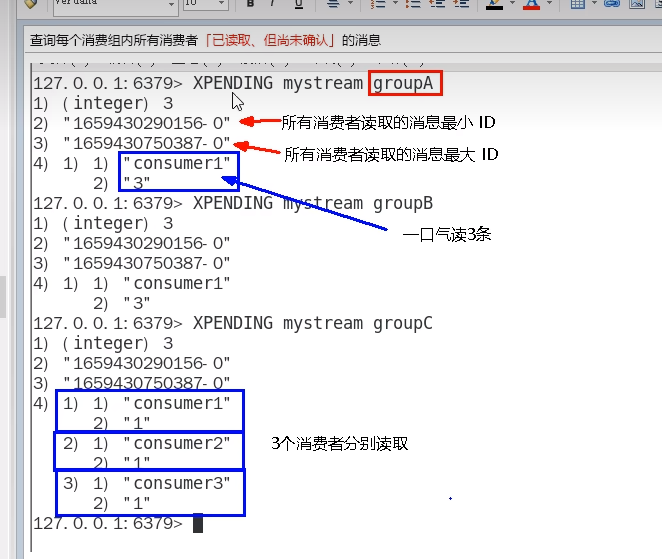 查询每个消费组内所有消费者「已读取、但尚未确认」的消息
127.0.0.1:6379> XPENDING mystream groupA
1) (integer) 3
2) "1659430290156-0" 所有消费者读取的消息最小 ID
3) "1659430750387-0" 所有消费者读取的消息最大 ID
4) 1) 1) "consumer1"
2) "3"
127.0.0.1:6379> XPENDING mystream groupB
一口气读3条
1) (integer) 3
2) "1659430290156-0"
3) "1659430750387-0"
4) 1) 1) "consumer1"
2) "3"
127.0.0.1:6379> XPENDING mystream groupC
1) (integer) 3
2) "1659430290156-0"
3) "1659430750387-0"
4) 1) 1) "consumer1"
2) "1"
2) 1) "consumer2" 3个消费者分别读取
2) "1"
3) 1) "consumer3"
2) "1"
127.0.0.1:6379>